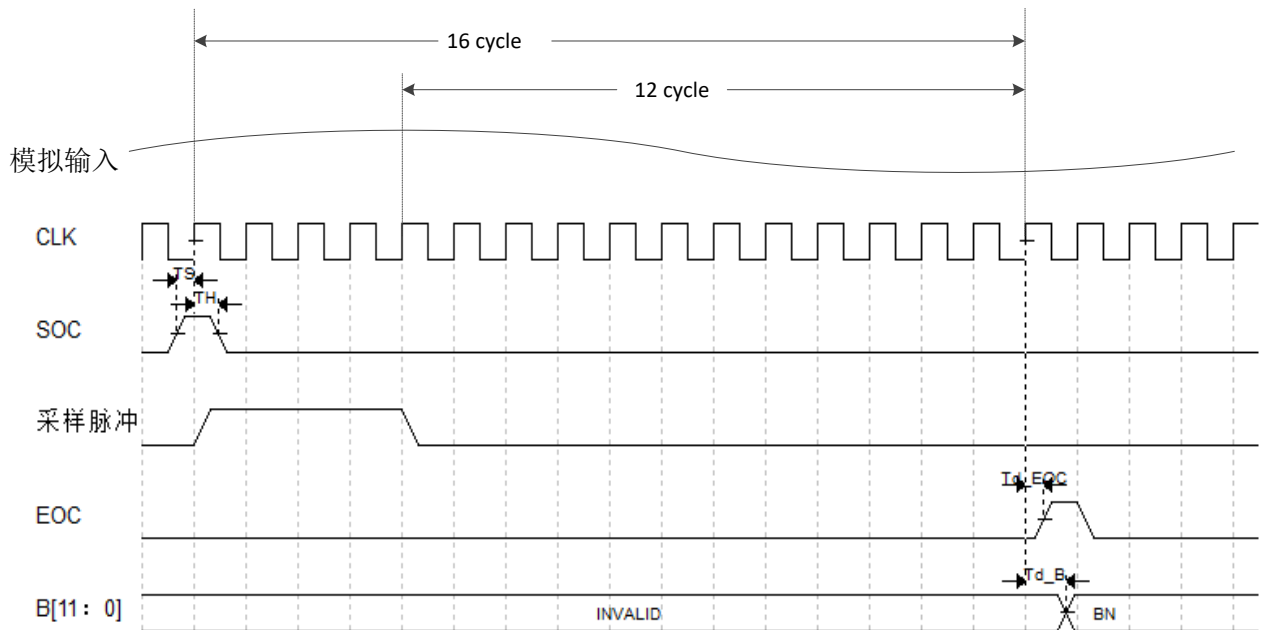 16 cycle
12 cycle
模拟输入
CLK
TS
TH
SOC
采样脉冲
Td_EOC
EOC
Td_B
B[11：0]
INVALID
BN